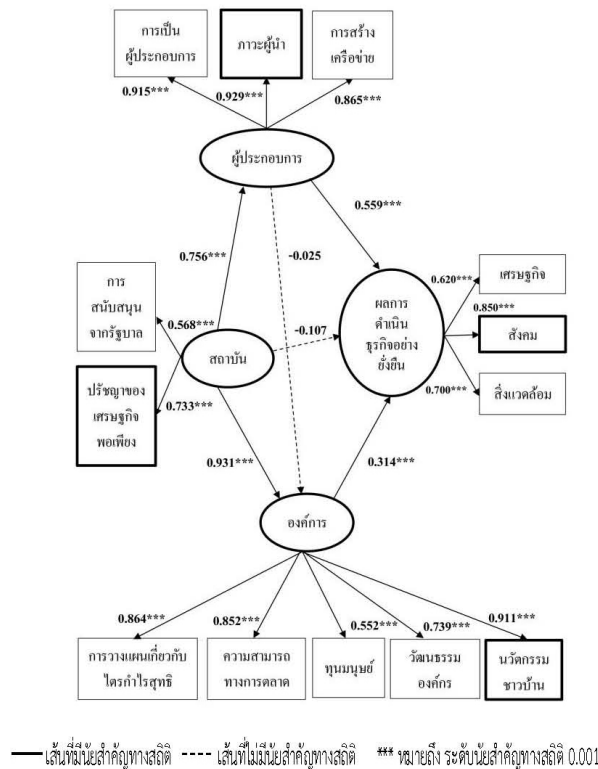 การเป็น
ผู้ประกอบการ
ภาวะผู้นำ
การสร้าง
เครือข่าย
0.915***
0.929***
0.865***
ผู้ประกอบการ
0.559***
-0.025
0.756***
การ
สนับสนุน
จากรัฐบาล
0.568***
สถาบัน
-0.107
ผลการ
ดำเนิน
ธุรกิจอย่าง
ยั่งยืน
0.620***
เศรษฐกิจ
0.850***
สังคม
0.700***
สิ่งแวดล้อม
ปรัชญาของ
เศรษฐกิจ
พอเพียง
0.733***
0.931***
0.314***
องค์การ
0.864***
0.852***
0.552***
0.739***
0.911***
การวางแผนเกี่ยวกับ
ไตรกำไรสุทธิ
ความสามารถ
ทางการตลาด
ทุนมนุษย์
วัฒนธรรม
องค์กร
นวัตกรรม
ชาวบ้าน
เส้นที่มีนัยสำคัญทางสถิติ เส้นที่ไม่มีนัยสำคัญทางสถิติ *** หมายถึง ระดับนัยสำคัญทางสถิติ 0.001